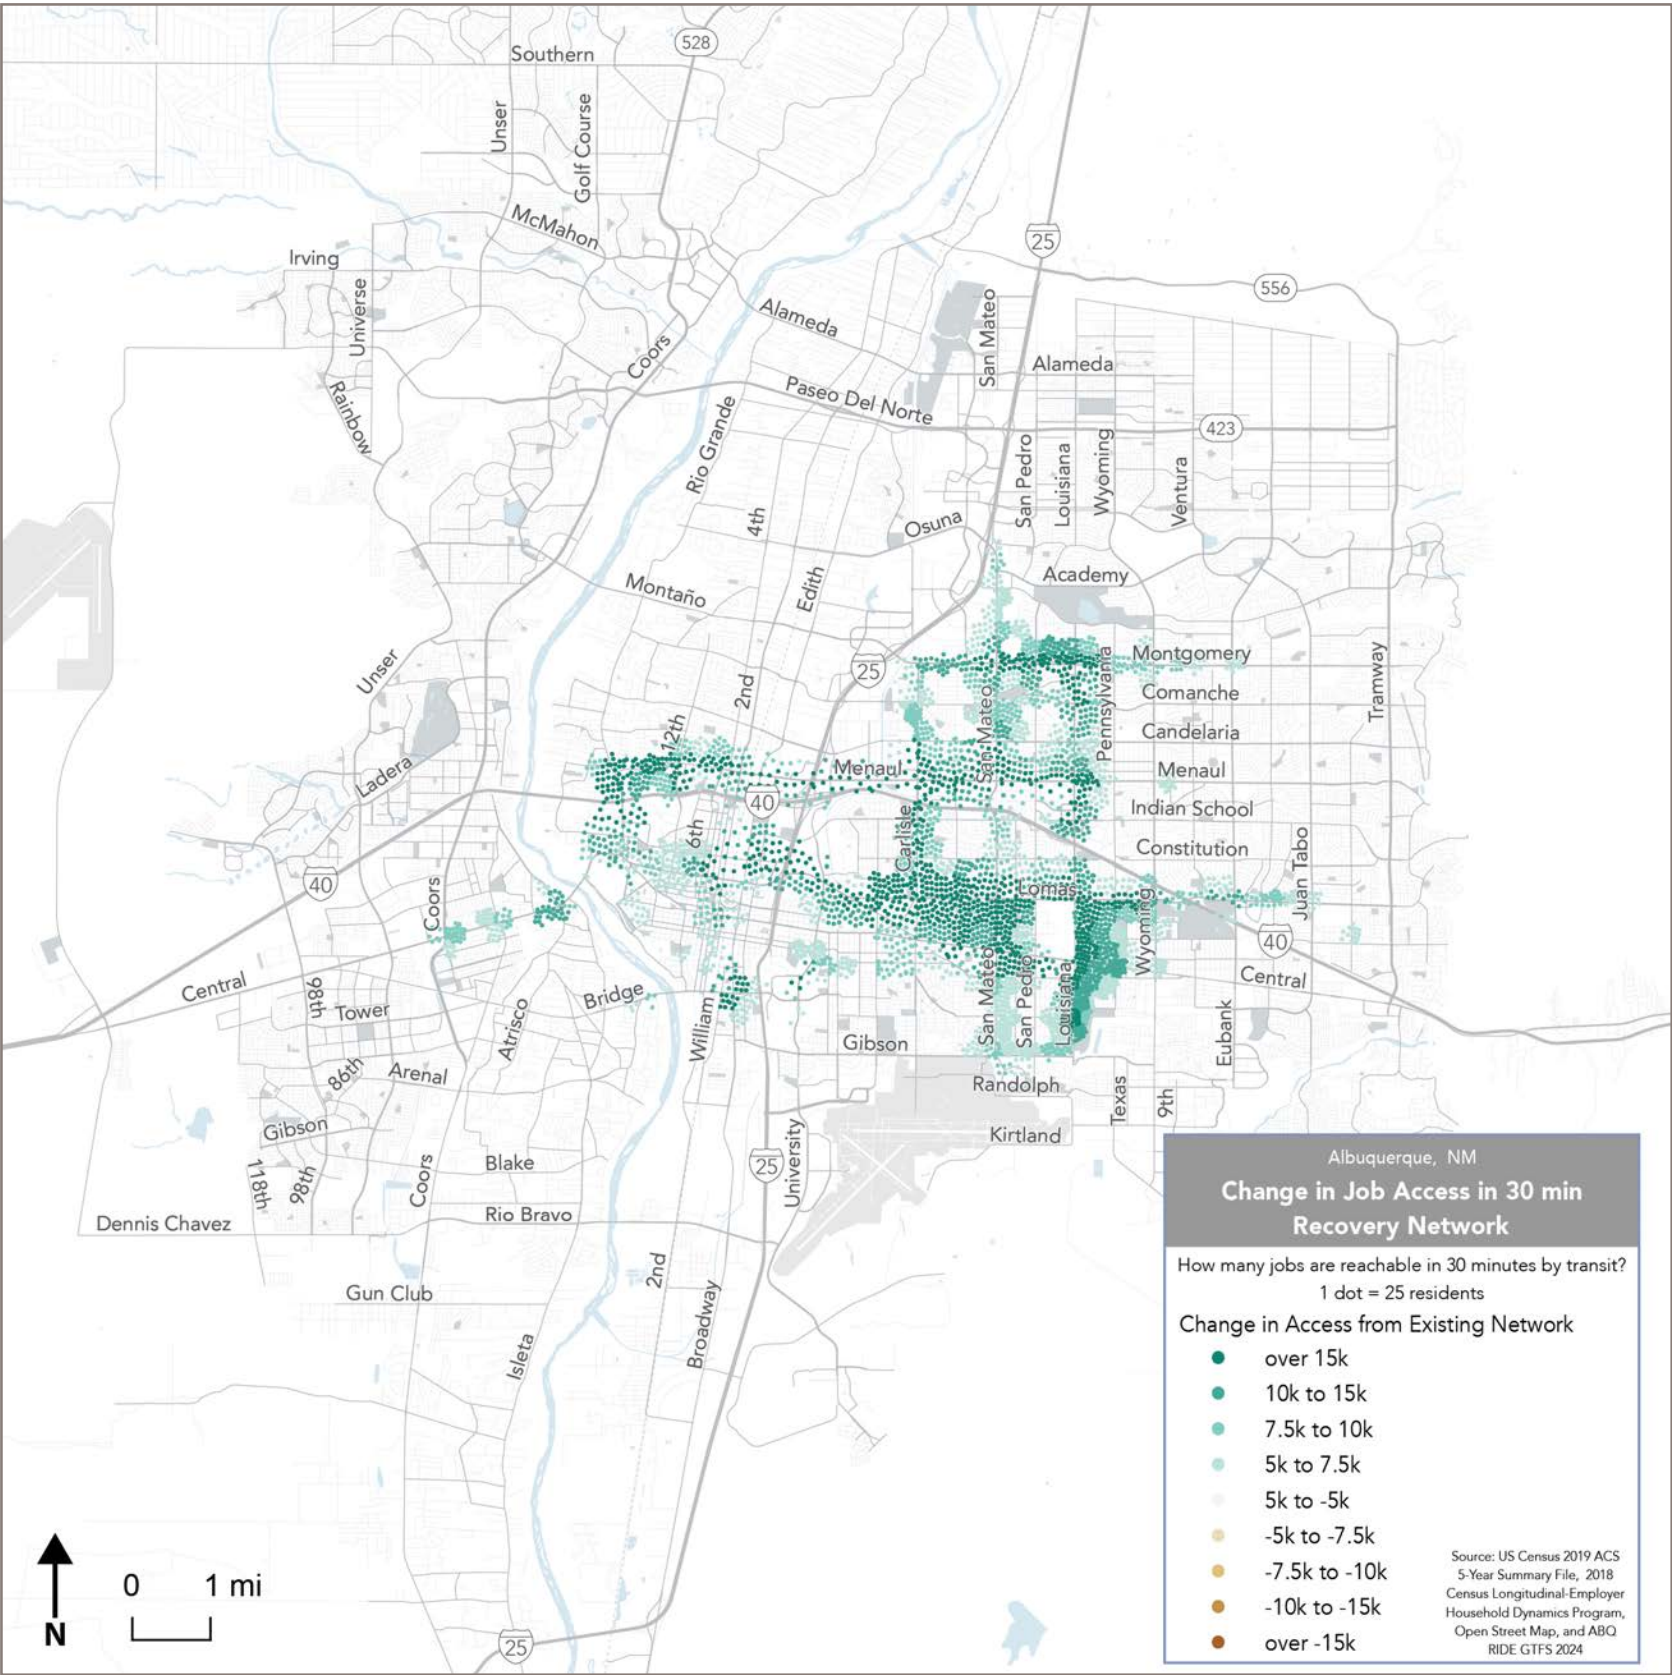 Southern
528
Unser
Golf Course
McMahon
Irving
25
556
Universe
Alameda
San Mateo
Coors
Alameda
Rainbow
Paseo Del Norte
423
Rio Grande
San Pedro
Louisiana
Wyoming
Ventura
4th
Osuna
Academy
Montaño
Edith
Unser
25
Montgomery
Tramway
2nd
San Mateo
Pennsylvania
Comanche
12th
Candelaria
Ladera
Menaul
Menaul
40
Indian School
6th
Carlisle
Constitution
40
Coors
Lomas
Juan Tabo
Wyoming
40
Central
98th
Tower
Bridge
Atrisco
William
San Mateo
San Pedro
Louisiana
Central
Eubank
Gibson
86th
Arenal
Randolph
Texas
9th
Gibson
Kirtland
118th
98th
Coors
Blake
25
University
Dennis Chavez
Rio Bravo
Gun Club
2nd
Broadway
Isleta
25
0 1 mi
N
Albuquerque, NM
Change in Job Access in 30 min
Recovery Network
How many jobs are reachable in 30 minutes by transit?
1 dot = 25 residents
Change in Access from Existing Network
over 15k
10k to 15k
7.5k to 10k
5k to 7.5k
5k to -5k
-5k to -7.5k
-7.5k to -10k
-10k to -15k
over -15k
Source: US Census 2019 ACS
5-Year Summary File, 2018
Census Longitudinal-Employer
Household Dynamics Program,
Open Street Map, and ABQ
RIDE GTFS 2024